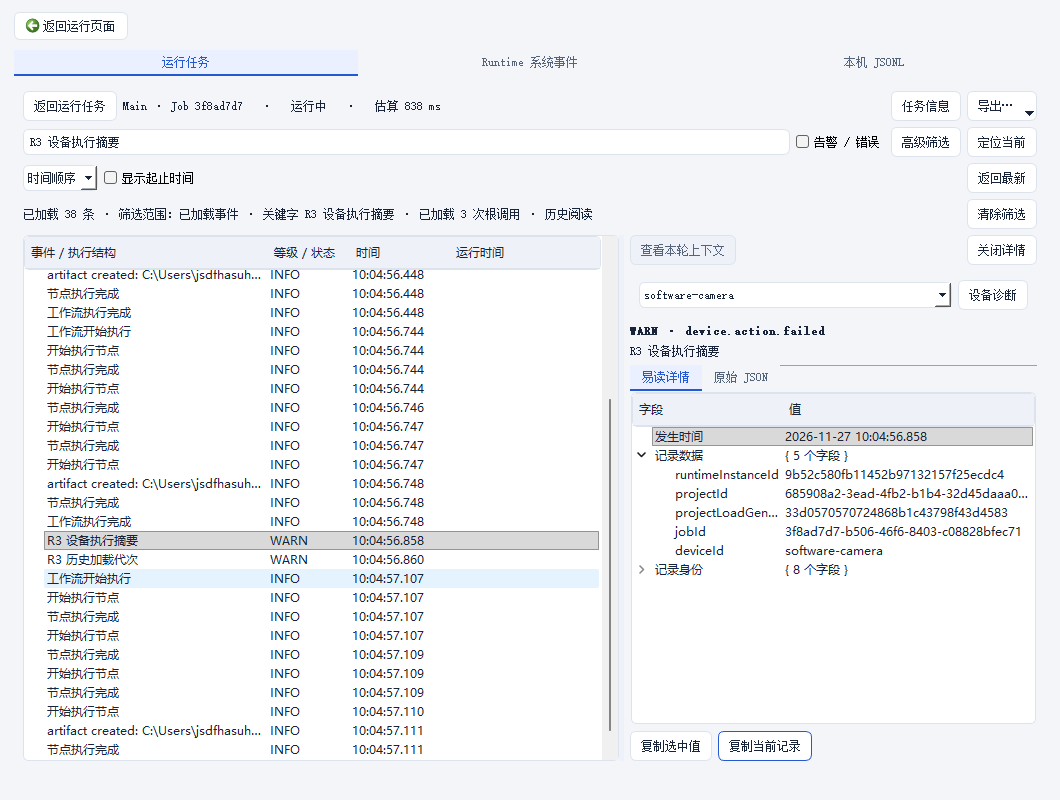 返回运行页面
运行任务 Runtime 系统事件 本机 JSONL
返回运行任务 Main · Job 3f8ad7d7 · 运行中 · 估算 838 ms 任务信息 导出…
R3 设备执行摘要 告警 / 错误 高级筛选 定位当前
时间顺序 显示起止时间 返回最新
已加载 38 条 · 筛选范围: 已加载事件 · 关键字 R3 设备执行摘要 · 已加载 3 次根调用 · 历史阅读 清除筛选
事件 / 执行结构 等级 / 状态 时间 运行时间
artifact created: C:\Users\jsdfhasuh... INFO 10:04:56.448
节点执行完成 INFO 10:04:56.448
工作流执行完成 INFO 10:04:56.448
工作流开始执行 INFO 10:04:56.744
开始执行节点 INFO 10:04:56.744
节点执行完成 INFO 10:04:56.744
开始执行节点 INFO 10:04:56.744
节点执行完成 INFO 10:04:56.746
开始执行节点 INFO 10:04:56.747
节点执行完成 INFO 10:04:56.747
开始执行节点 INFO 10:04:56.747
artifact created: C:\Users\jsdfhasuh... INFO 10:04:56.748
节点执行完成 INFO 10:04:56.748
工作流执行完成 INFO 10:04:56.748
R3 设备执行摘要 WARN 10:04:56.858
R3 历史加载代次 WARN 10:04:56.860
工作流开始执行 INFO 10:04:57.107
开始执行节点 INFO 10:04:57.107
节点执行完成 INFO 10:04:57.107
开始执行节点 INFO 10:04:57.107
节点执行完成 INFO 10:04:57.109
开始执行节点 INFO 10:04:57.109
节点执行完成 INFO 10:04:57.109
开始执行节点 INFO 10:04:57.110
artifact created: C:\Users\jsdfhasuh... INFO 10:04:57.111
节点执行完成 INFO 10:04:57.111
查看本轮上下文 关闭详情
software-camera 设备诊断
WARN · device.action.failed
R3 设备执行摘要
易读详情 原始 JSON
字段 值
发生时间 2026-11-27 10:04:56.858
记录数据 { 5 个字段 }
runtimeInstanceId 9b52c580fb11452b97132157f25ecdc4
projectId 685908a2-3ead-4fb2-b1b4-32d45daaa0...
projectLoadGen... 33d0570570724868b1c43798f43d4583
jobId 3f8ad7d7-b506-46f6-8403-c08828bfec71
deviceId software-camera
记录身份 { 8 个字段 }
复制选中值 复制当前记录